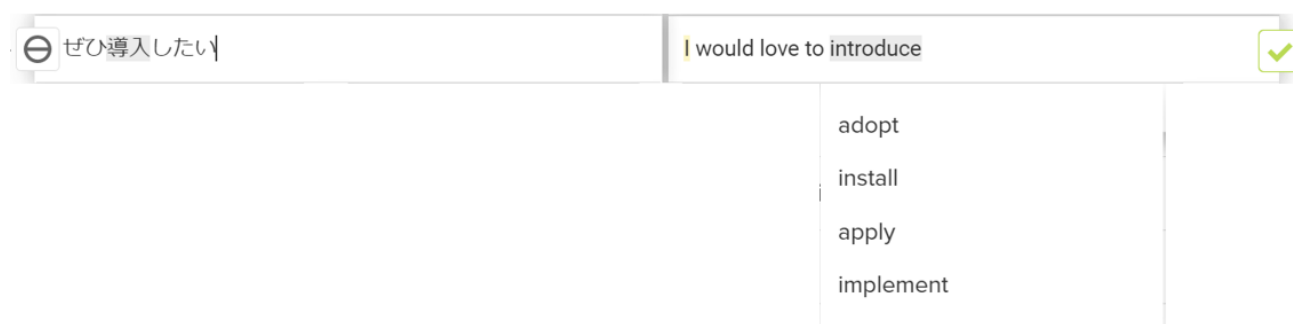 ぜひ導入したい
I would love to introduce
adopt
install
apply
implement